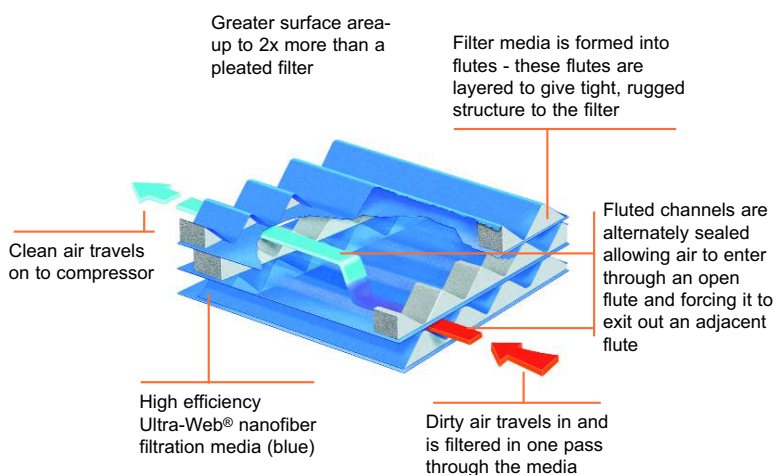 Greater surface area-
up to 2x more than a
pleated filter
Filter media is formed into
flutes - these flutes are
layered to give tight, rugged
structure to the filter
Clean air travels
on to compressor
Fluted channels are
alternately sealed
allowing air to enter
through an open
flute and forcing it to
exit out an adjacent
flute
High efficiency
Ultra-Web® nanofiber
filtration media (blue)
Dirty air travels in and
is filtered in one pass
through the media